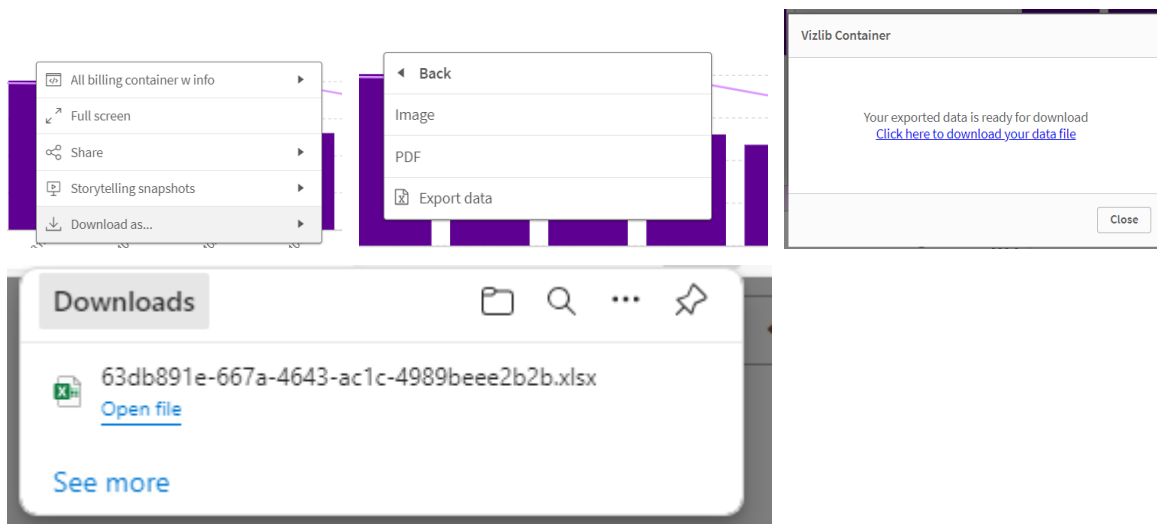 All billing container w info
Full screen
Share
Storytelling snapshots
Download as...
Back
Image
PDF
Export data
Vizlib Container
Your exported data is ready for download
Click here to download your data file
Close
Downloads
63db891e-667a-4643-ac1c-4989beee2b2b.xlsx
Open file
See more